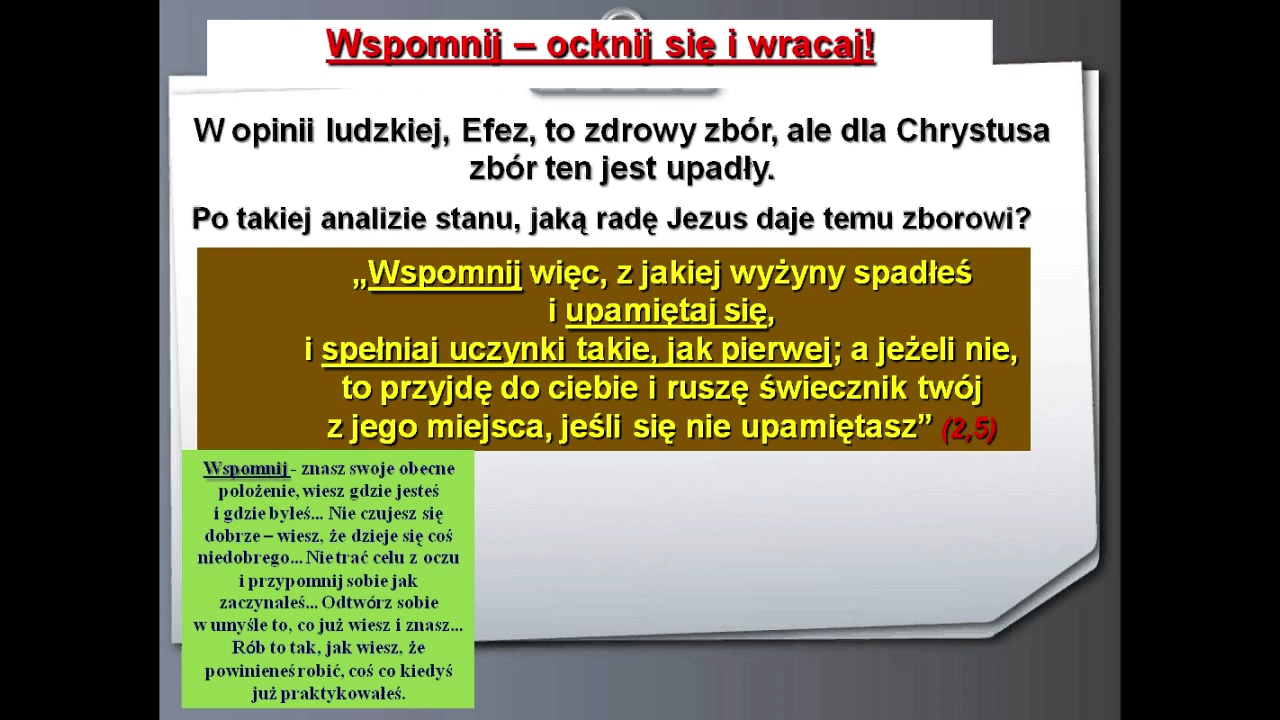 Wspomnij – ocknij się i wracaj!
W opinii ludzkiej, Efez, to zdrowy zbór, ale dla Chrystusa
zbór ten jest upadły.
Po takiej analizie stanu, jaką radę Jezus daje temu zborowi?
„Wspomnij więc, z jakiej wyżyny spadłeś
i upamiętaj się,
i spełniaj uczynki takie, jak pierwej; a jeżeli nie,
to przyjdę do ciebie i ruszę świecznik twój
z jego miejsca, jeśli się nie upamiętasz” (2,5)
Wspomnij - znasz swoje obecne
położenie, wiesz gdzie jesteś
i gdzie byłeś... Nie czujesz się
dobrze – wiesz, że dzieje się coś
niedobrego... Nie trać celu z oczu
i przypomnij sobie jak
zaczynałeś... Odtwórz sobie
w umyśle to, co już wiesz i znasz...
Rób to tak, jak wiesz, że
powinieneś robić, coś co kiedyś
już praktykowałeś.